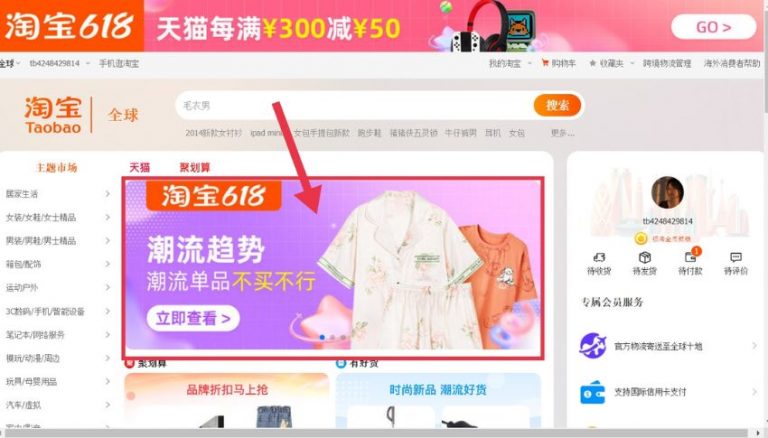 淘宝618
天猫每满¥300减¥50
GO >
全球
tb4248429814
手机逛淘宝
我的淘宝
购物车
收藏夹
跨境物流管理
海外消费者帮助
淘宝
Taobao
全球
毛衣男
搜索
2014新款女衬衫 ipad mini 女包手提包新款 跑步鞋 猪猪侠五灵锁 牛仔裤男 耳机 女包 更多...
主题市场
天猫
聚划算
居家生活
女装/女鞋/女士精品
男装/男鞋/男士精品
箱包/配饰
运动户外
3C数码/手机/智能设备
笔记本/网络服务
模玩/动漫/周边
玩具/母婴用品
汽车/虚拟
淘宝618
潮流趋势
潮流单品不买不行
立即查看 >
聚划算
有好货
品牌折扣马上抢
时尚新品 潮流好货
tb4248429814
待收货
待发货
1
待付款
待评价
专属会员服务
官方物流寄送至全球十地
支持国际信用卡支付